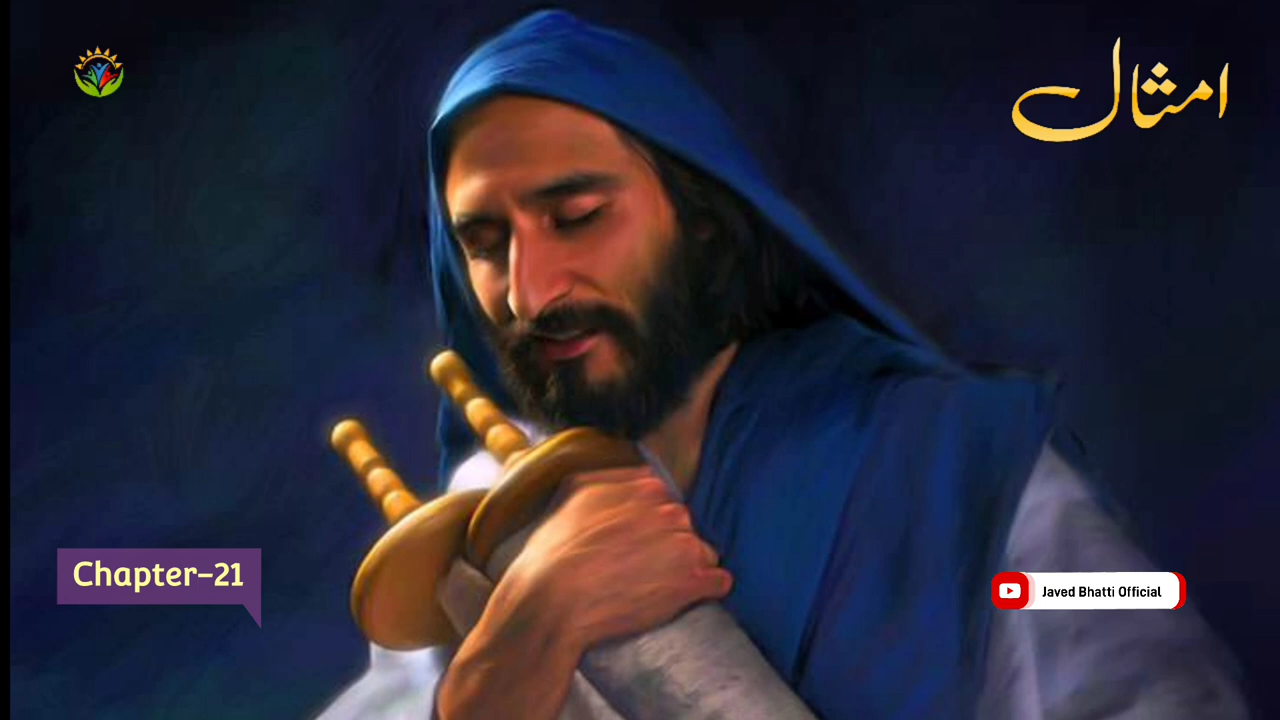 امثال
Chapter-21
Javed Bhatti Official